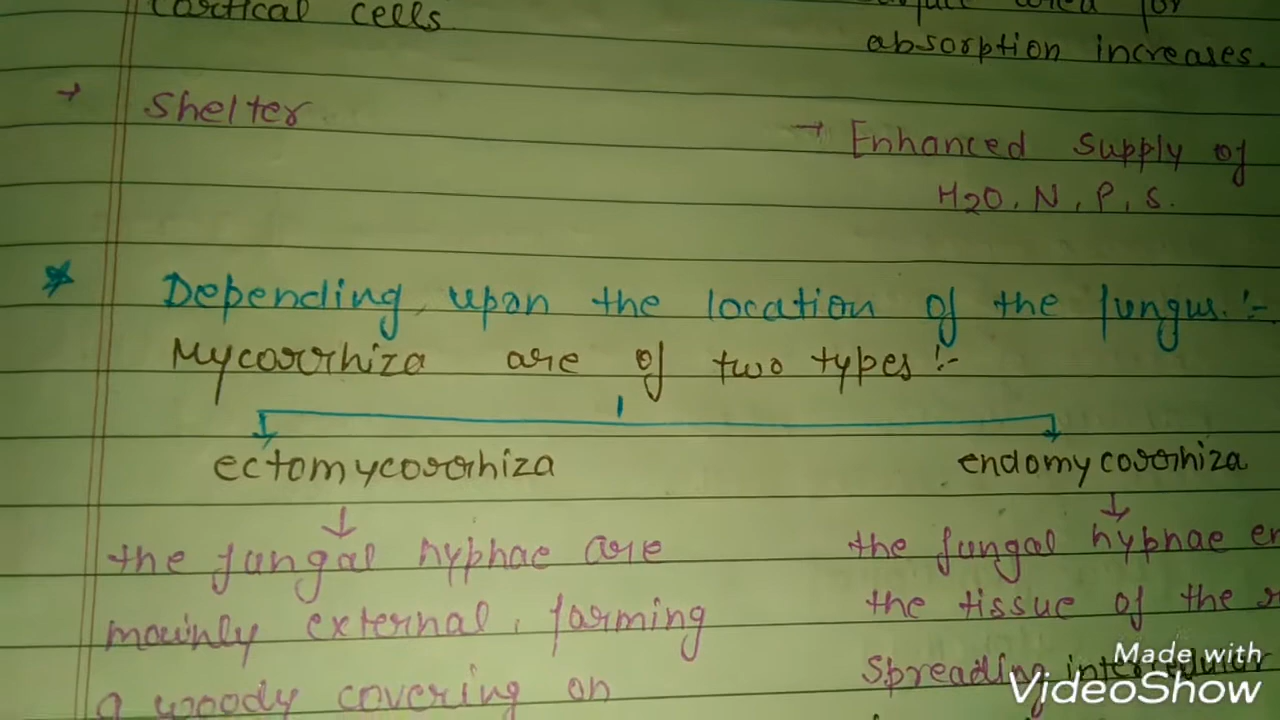 cortical cells.
absorption increases.
→ Shelter
→ Enhanced supply of
H2O, N, P, S.
* Depending upon the location of the fungus :-
Mycorrhiza are of two types :-
ectomycorrhiza
endomycorrhiza
↓
the fungal hyphae are
mainly external, forming
a woody covering on
↓
the fungal hyphae
the tissue of the
Spreading intercellular
Made with
VideoShow